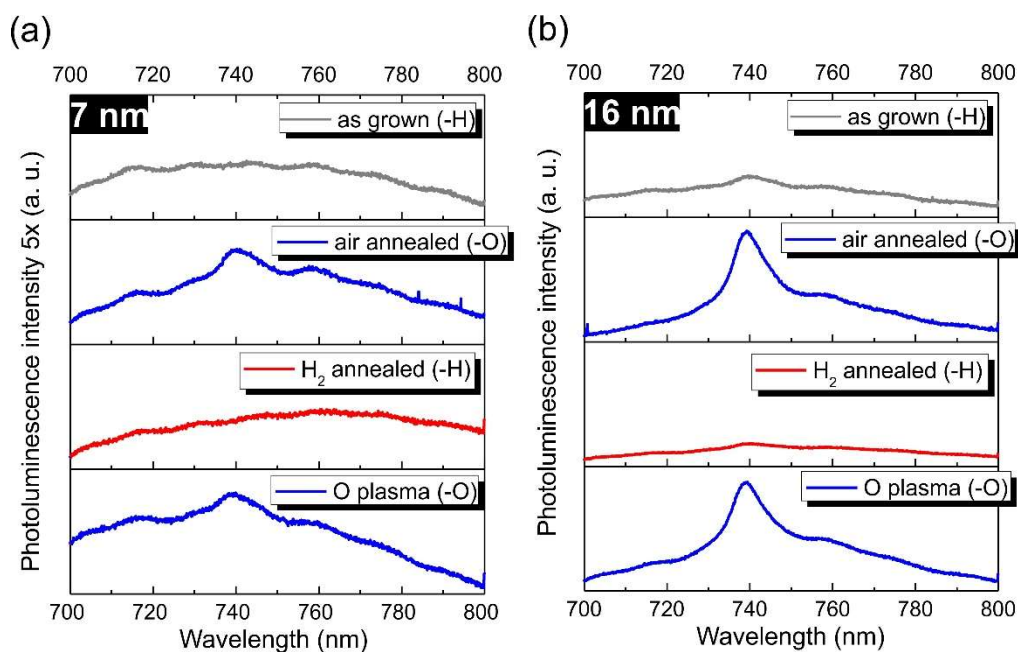 (a)
700 720 740 760 780 800
7 nm
as grown (-H)
air annealed (-O)
H₂ annealed (-H)
O plasma (-O)
Photoluminescence intensity 5x (a. u.)
700 720 740 760 780 800
Wavelength (nm)
(b)
700 720 740 760 780 800
16 nm
as grown (-H)
air annealed (-O)
H₂ annealed (-H)
O plasma (-O)
Photoluminescence intensity (a. u.)
700 720 740 760 780 800
Wavelength (nm)